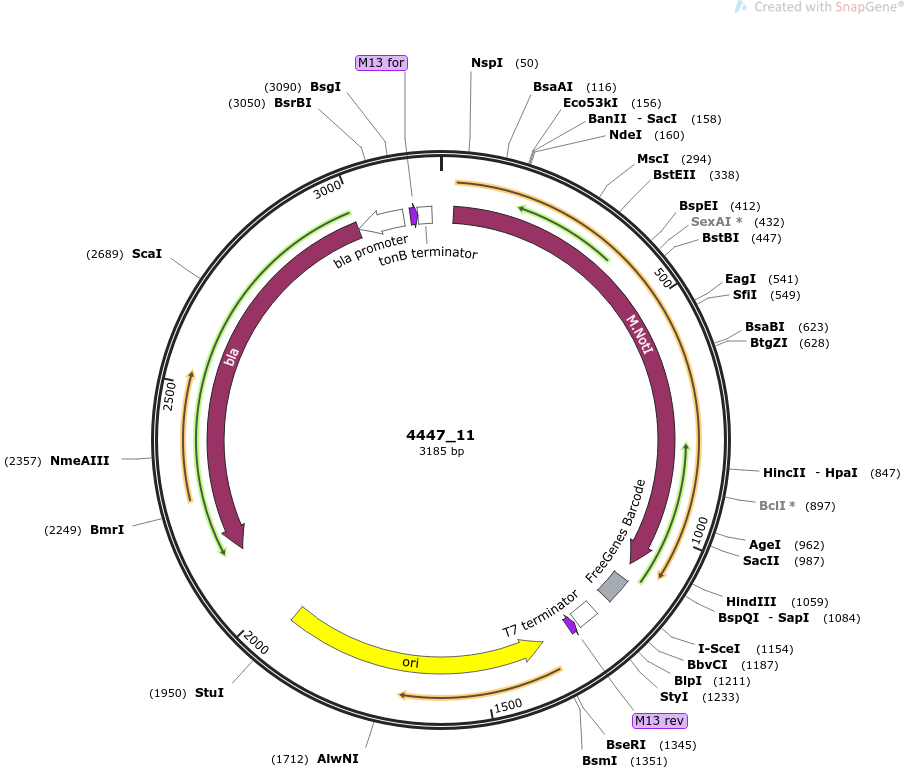 Created with SnapGene®
M13 for
NspI (50)
(3090) BsgI
BsaAI (116)
(3050) BsrBI
Eco53kI (156)
BanII - SacI (158)
NdeI (160)
MscI (294)
BstEII (338)
3000
BspEI (412)
SexAI * (432)
BstBI (447)
bla promoter
tonB terminator
(2689) ScaI
500
EagI (541)
SfiI (549)
M.NotI
BsaBI (623)
BtgZI (628)
bla
2500
4447_11
3185 bp
(2357) NmeAIII
HincII - HpaI (847)
BclI * (897)
FreeGenes Barcode
(2249) BmrI
1000
AgeI (962)
SacII (987)
HindIII (1059)
BspQI - SapI (1084)
T7 terminator
2000
I-SceI (1154)
BbvCI (1187)
ori
BlpI (1211)
(1950) StuI
StyI (1233)
1500
M13 rev
BseRI (1345)
(1712) AlwNI
BsmI (1351)